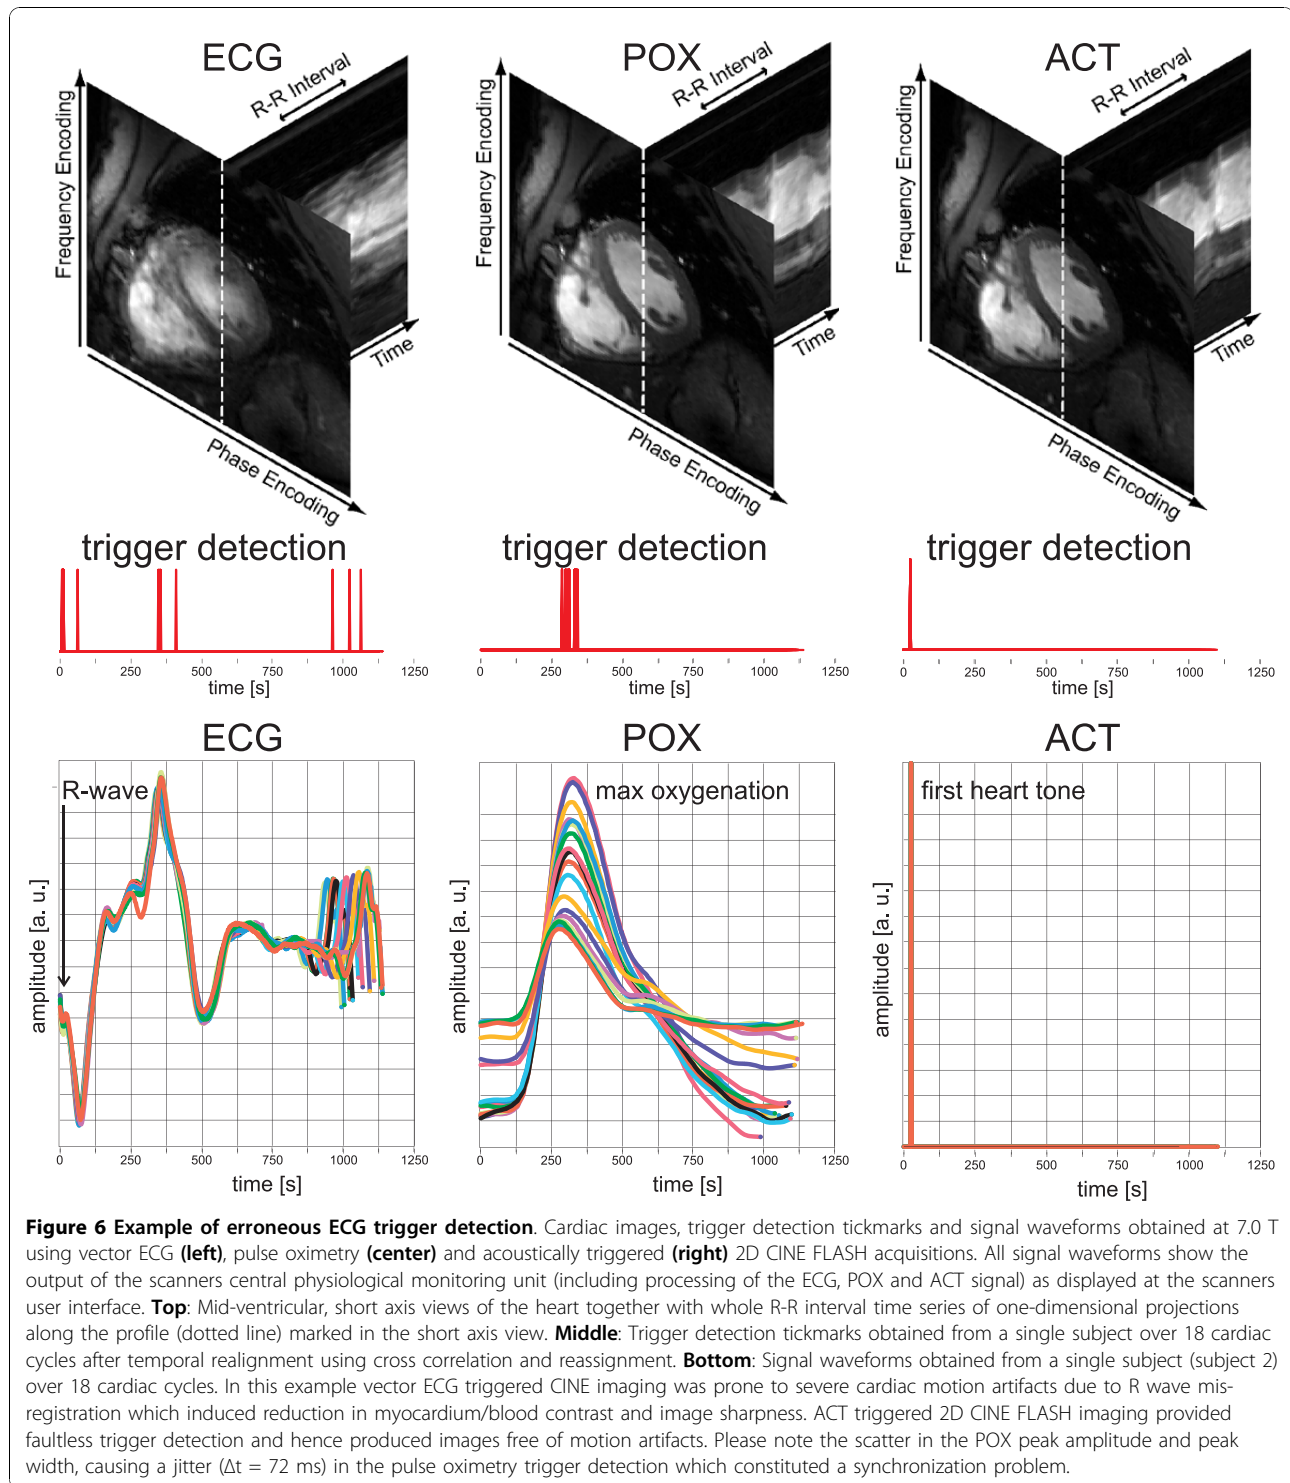 ECG
POX
ACT
R-R Interval
R-R Interval
R-R Interval
Frequency Encoding
Frequency Encoding
Frequency Encoding
Time
Time
Time
Phase Encoding
Phase Encoding
Phase Encoding
trigger detection
trigger detection
trigger detection
0 250 500 750 1000 1250
0 250 500 750 1000 1250
0 250 500 750 1000 1250
time [s]
time [s]
time [s]
ECG
POX
ACT
R-wave
max oxygenation
first heart tone
amplitude [a. u.]
amplitude [a. u.]
amplitude [a. u.]
0 250 500 750 1000 1250
0 250 500 750 1000 1250
0 250 500 750 1000 1250
time [s]
time [s]
time [s]
Figure 6 Example of erroneous ECG trigger detection. Cardiac images, trigger detection tickmarks and signal waveforms obtained at 7.0 T
using vector ECG (left), pulse oximetry (center) and acoustically triggered (right) 2D CINE FLASH acquisitions. All signal waveforms show the
output of the scanners central physiological monitoring unit (including processing of the ECG, POX and ACT signal) as displayed at the scanners
user interface. Top: Mid-ventricular, short axis views of the heart together with whole R-R interval time series of one-dimensional projections
along the profile (dotted line) marked in the short axis view. Middle: Trigger detection tickmarks obtained from a single subject over 18 cardiac
cycles after temporal realignment using cross correlation and reassignment. Bottom: Signal waveforms obtained from a single subject (subject 2)
over 18 cardiac cycles. In this example vector ECG triggered CINE imaging was prone to severe cardiac motion artifacts due to R wave mis-
registration which induced reduction in myocardium/blood contrast and image sharpness. ACT triggered 2D CINE FLASH imaging provided
faultless trigger detection and hence produced images free of motion artifacts. Please note the scatter in the POX peak amplitude and peak
width, causing a jitter (Δt = 72 ms) in the pulse oximetry trigger detection which constituted a synchronization problem.